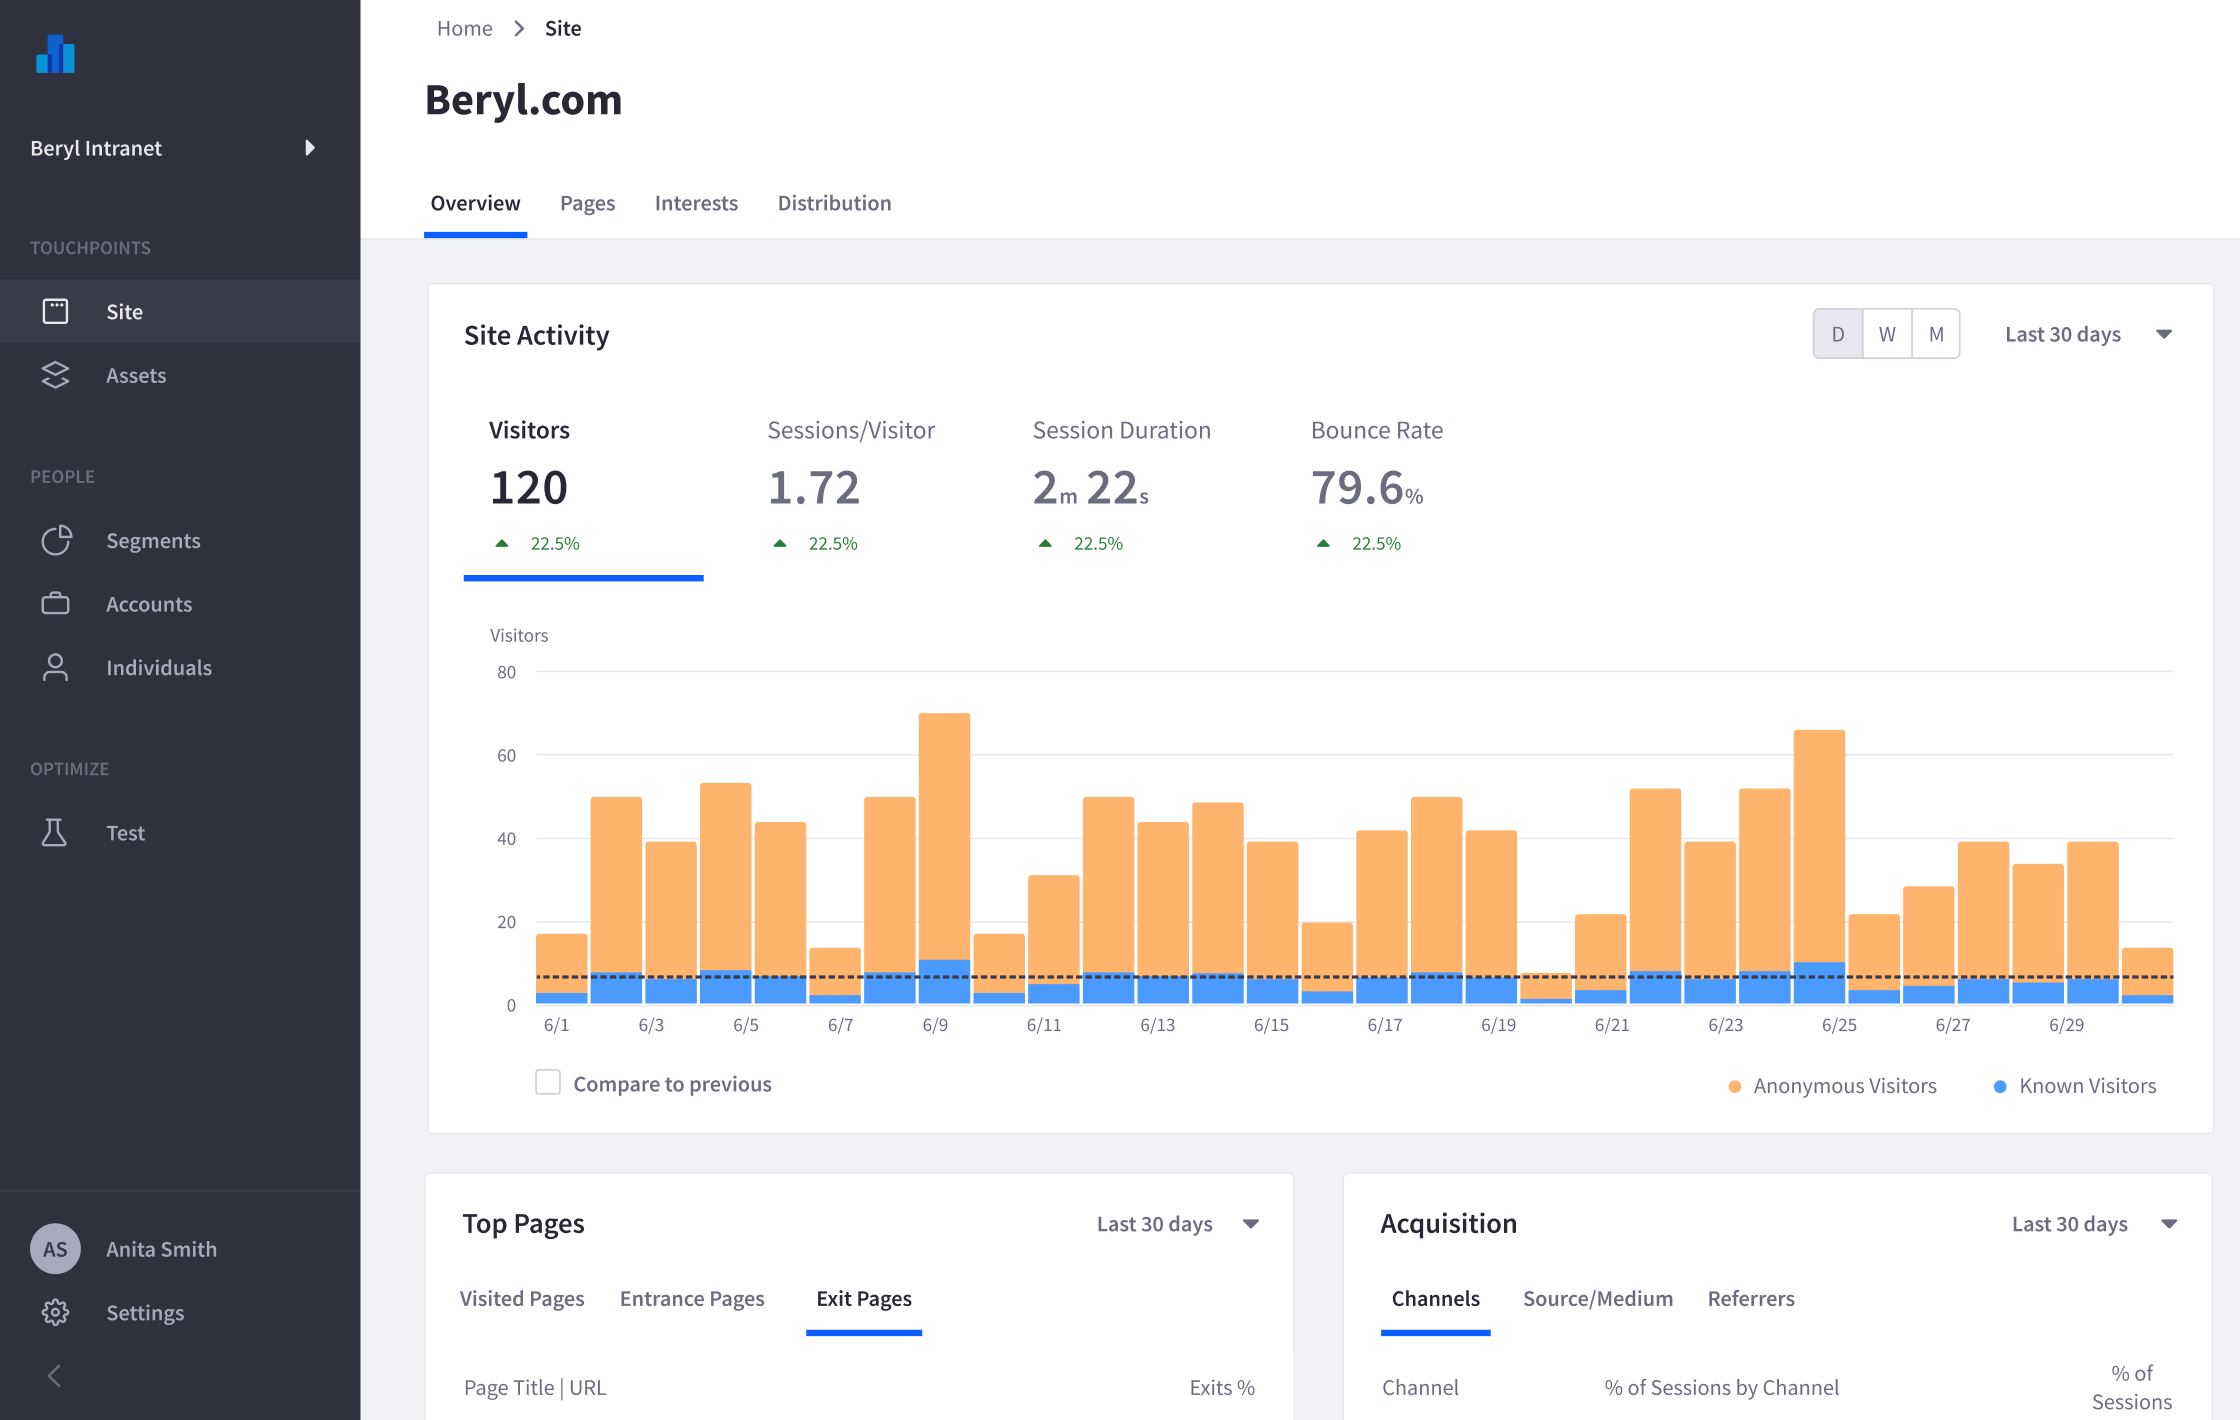 Home
Site
Beryl.com
Beryl Intranet
Overview
Pages
Interests
Distribution
TOUCHPOINTS
Site
Assets
PEOPLE
Segments
Accounts
Individuals
OPTIMIZE
Test
AS
Anita Smith
Settings
Site Activity
D
W
M
Last 30 days
Visitors
120
22.5%
Sessions/Visitor
1.72
22.5%
Session Duration
2m 22s
22.5%
Bounce Rate
79.6%
22.5%
Visitors
80
60
40
20
0
6/1
6/3
6/5
6/7
6/9
6/11
6/13
6/15
6/17
6/19
6/21
6/23
6/25
6/27
6/29
Compare to previous
Anonymous Visitors
Known Visitors
Top Pages
Last 30 days
Visited Pages
Entrance Pages
Exit Pages
Page Title | URL
Exits %
Acquisition
Last 30 days
Channels
Source/Medium
Referrers
Channel
% of Sessions by Channel
% of
Sessions